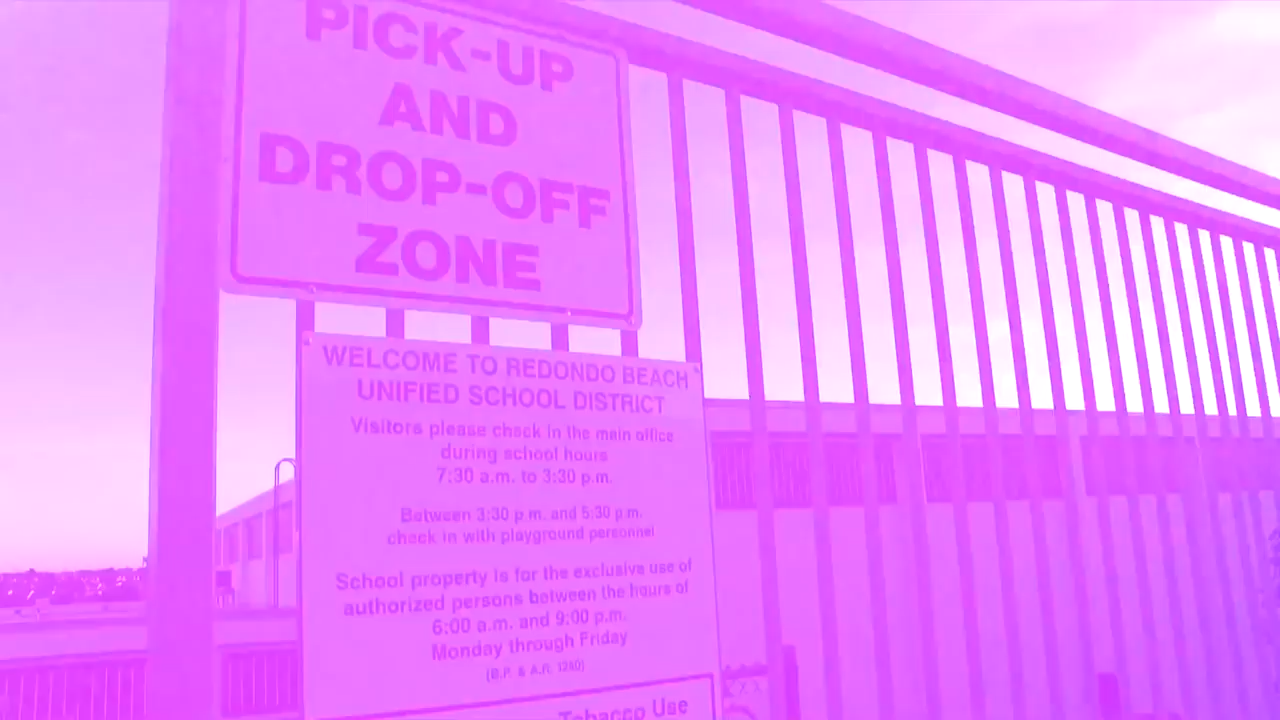 PICK-UP
AND
DROP-OFF
ZONE
WELCOME TO REDONDO BEACH
UNIFIED SCHOOL DISTRICT
Visitors please check in the main office
during school hours
7:30 a.m. to 3:30 p.m.
Between 3:30 p.m. and 5:30 p.m.
check in with playground personnel
School property is for the exclusive use of
authorized persons between the hours of
6:00 a.m. and 9:00 p.m.
Monday through Friday
(B.P. & A.R. 1250)
Tobacco Use